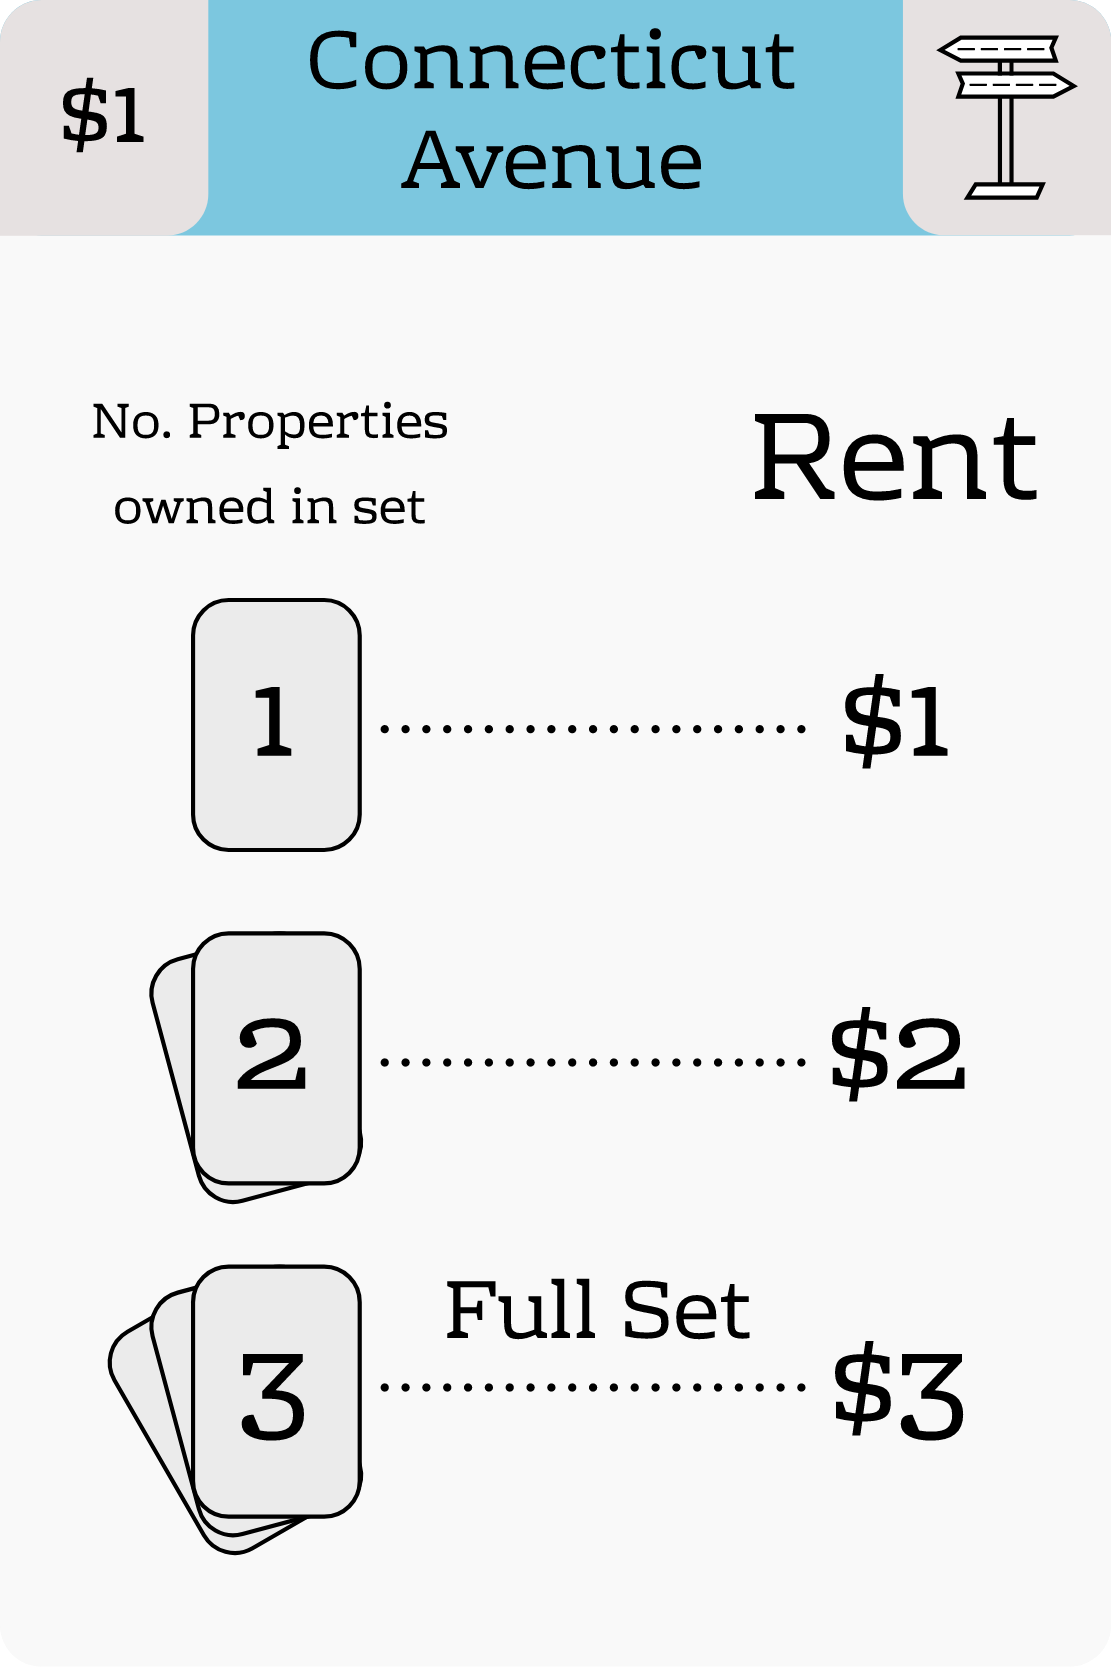 $1
Connecticut
Avenue
No. Properties
owned in set
Rent
1 $1
2 $2
Full Set
3 $3